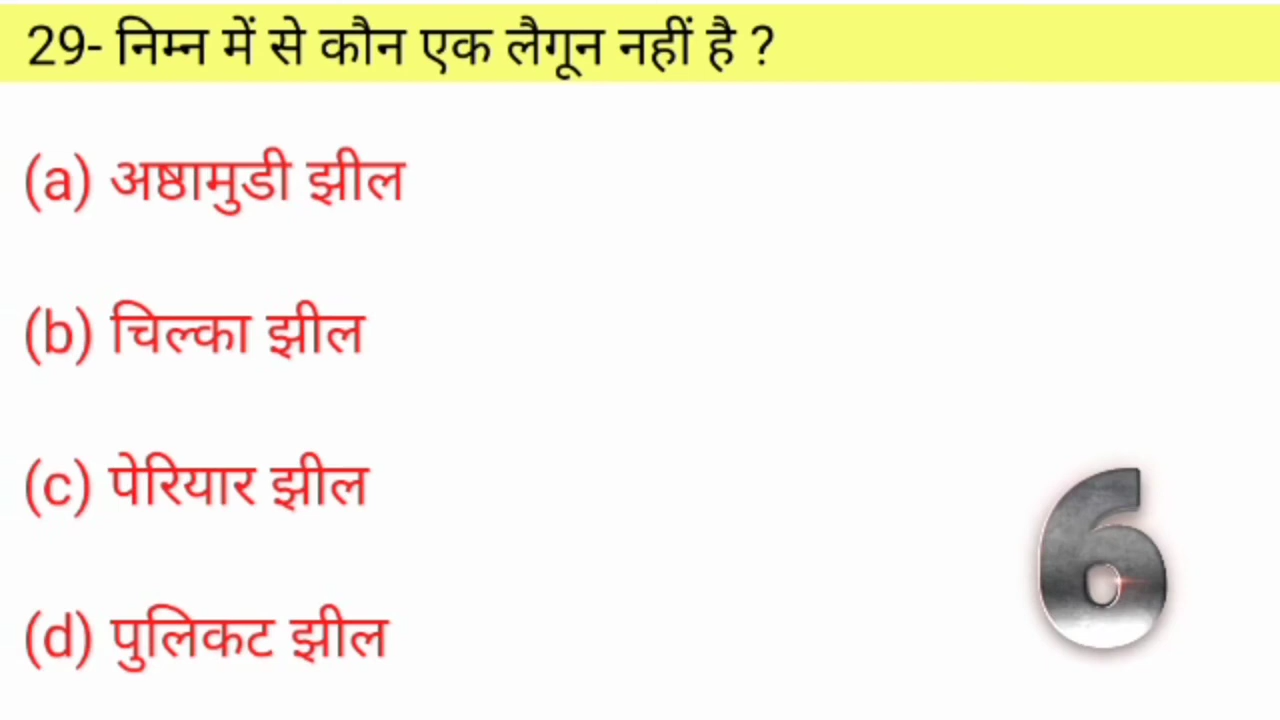 29- निम्न में से कौन एक लैगून नहीं है ?
(a) अष्ठामुडी झील
(b) चिल्का झील
(c) पेरियार झील
(d) पुलिकट झील
6